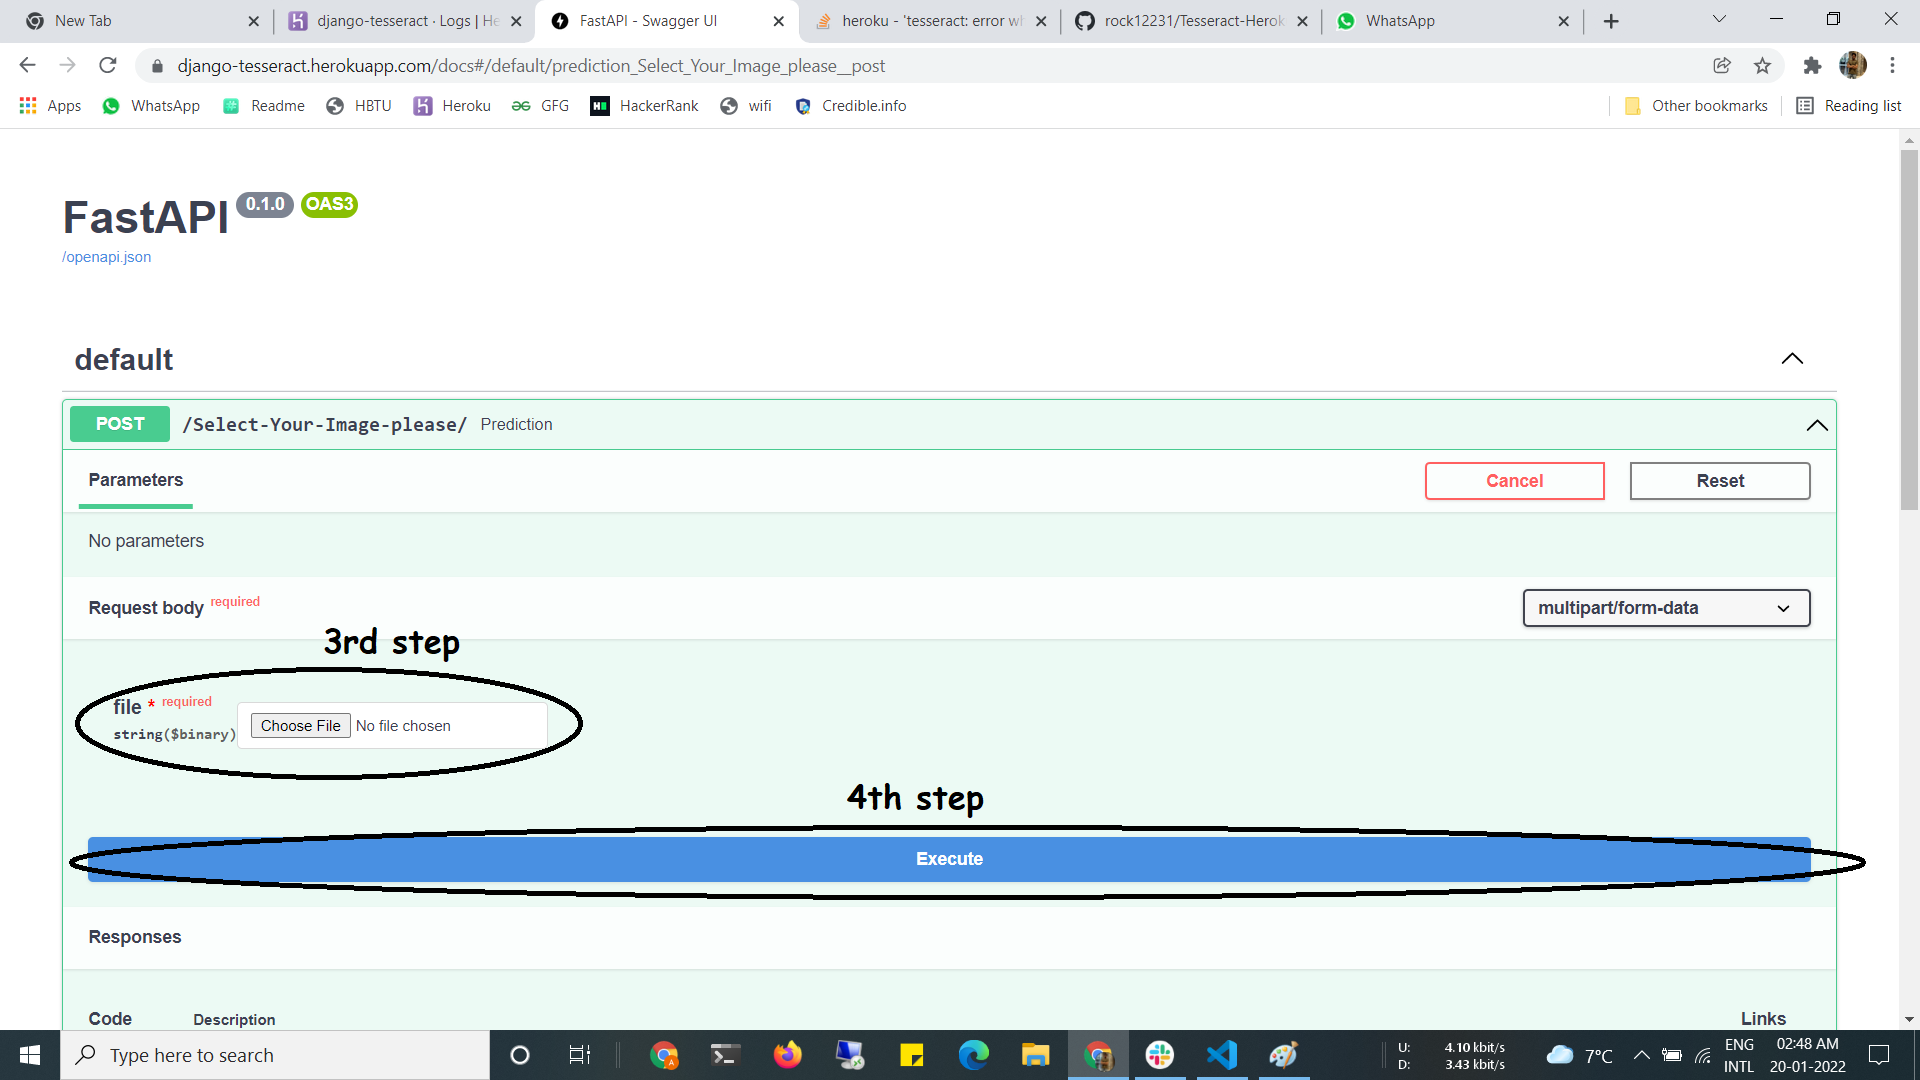 New Tab
django-tesseract · Logs | He
FastAPI - Swagger UI
heroku - 'tesseract: error wh
rock12231/Tesseract-Herok
WhatsApp
django-tesseract.herokuapp.com/docs#/default/prediction_Select_Your_Image_please__post
Apps WhatsApp Readme HBTU Heroku GFG HackerRank wifi Credible.info Other bookmarks Reading list
FastAPI 0.1.0 OAS3
/openapi.json
default
POST /Select-Your-Image-please/ Prediction
Parameters Cancel Reset
No parameters
Request body required multipart/form-data
3rd step
file * required
string($binary) Choose File No file chosen
4th step
Execute
Responses
Code Description Links
Type here to search
U: 4.10 kbit/s
D: 3.43 kbit/s
7°C
ENG
INTL
02:48 AM
20-01-2022